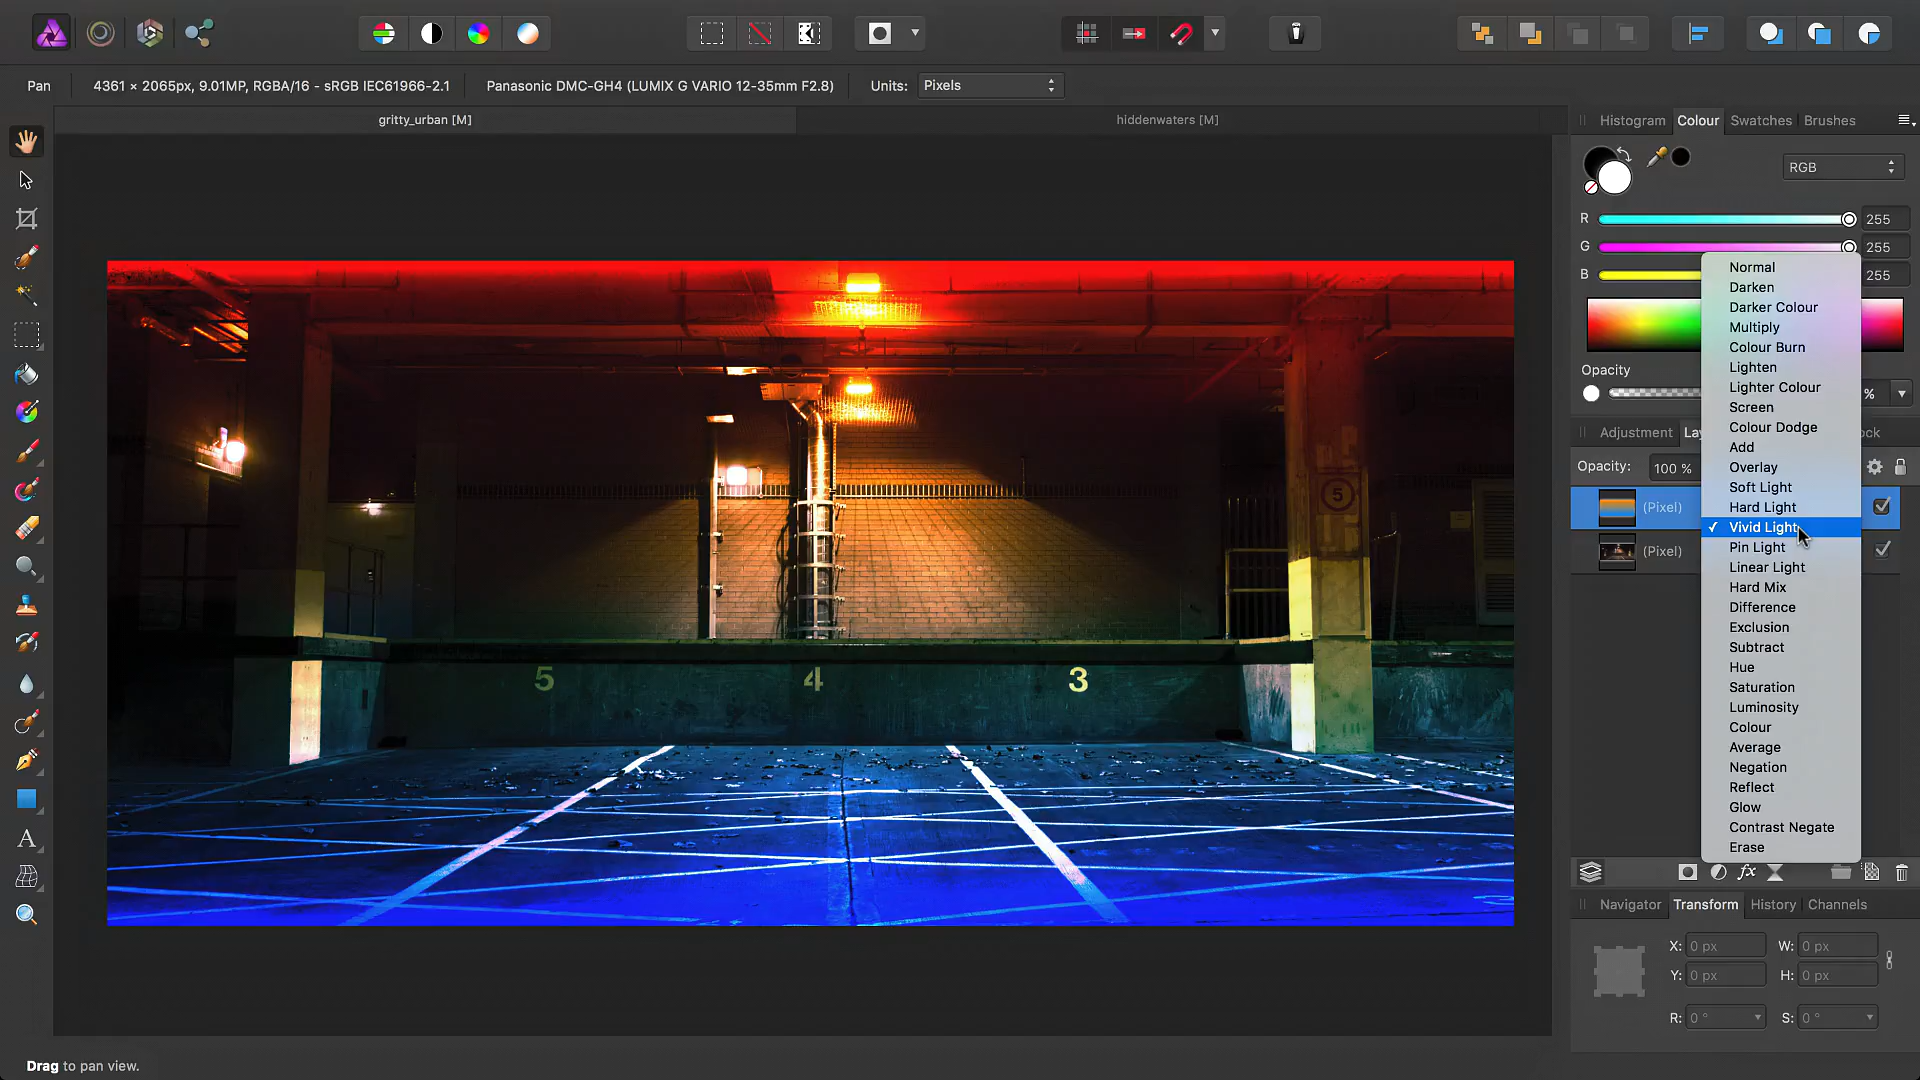 Pan
4361 × 2065px, 9.01MP, RGBA/16 - sRGB IEC61966-2.1
Panasonic DMC-GH4 (LUMIX G VARIO 12-35mm F2.8)
Units:
Pixels
gritty_urban [M]
hiddenwaters [M]
Histogram
Colour
Swatches
Brushes
RGB
R
255
G
255
B
255
Opacity
%
Adjustment
Lay
ock
Opacity:
100 %
(Pixel)
(Pixel)
Normal
Darken
Darker Colour
Multiply
Colour Burn
Lighten
Lighter Colour
Screen
Colour Dodge
Add
Overlay
Soft Light
Hard Light
✓ Vivid Light
Pin Light
Linear Light
Hard Mix
Difference
Exclusion
Subtract
Hue
Saturation
Luminosity
Colour
Average
Negation
Reflect
Glow
Contrast Negate
Erase
5
5
4
3
A
fx
Navigator
Transform
History
Channels
X: 0 px
W: 0 px
Y: 0 px
H: 0 px
R: 0 °
S: 0 °
Drag to pan view.